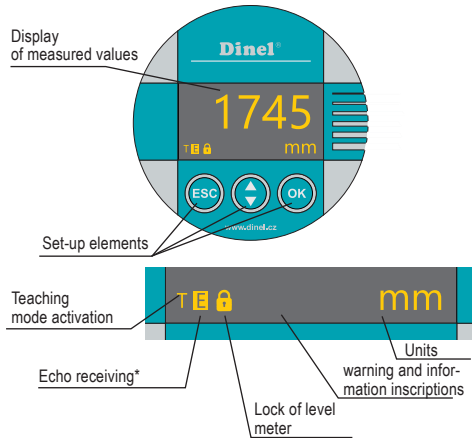 Display
of measured values
Dinel®
1745
T E mm
ESC
OK
www.dinel.cz
Set-up elements
Teaching
mode activation
T E mm
Echo receiving*
Lock of level
meter
Units
warning and infor-
mation inscriptions